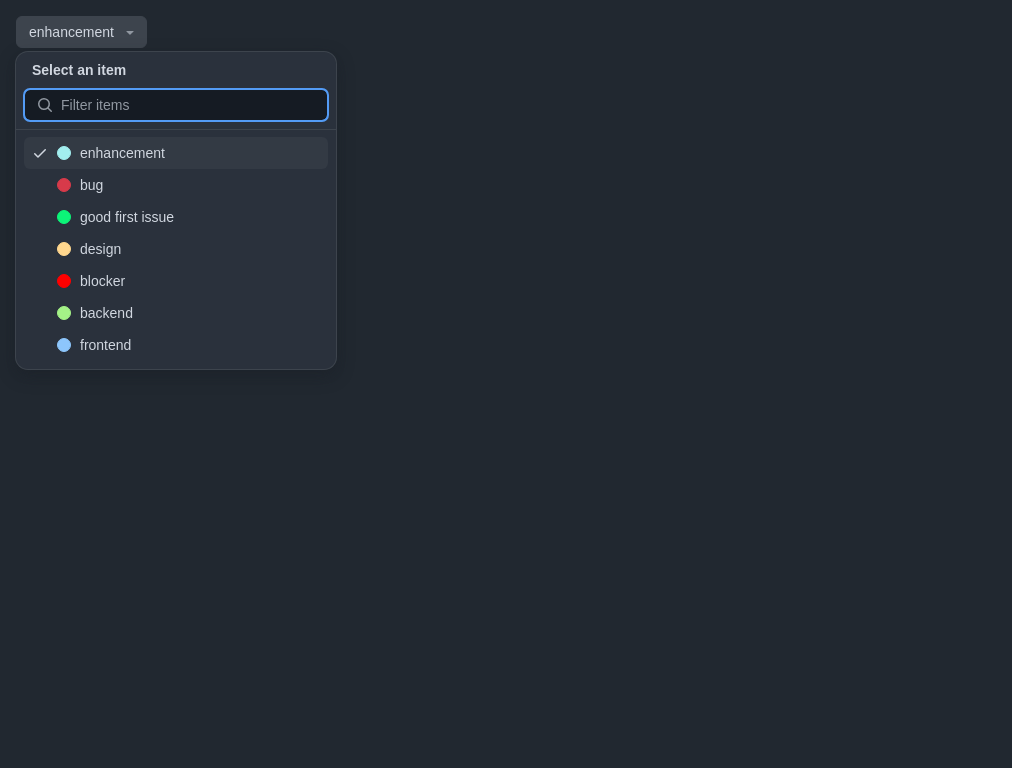 enhancement
Select an item
Filter items
enhancement
bug
good first issue
design
blocker
backend
frontend